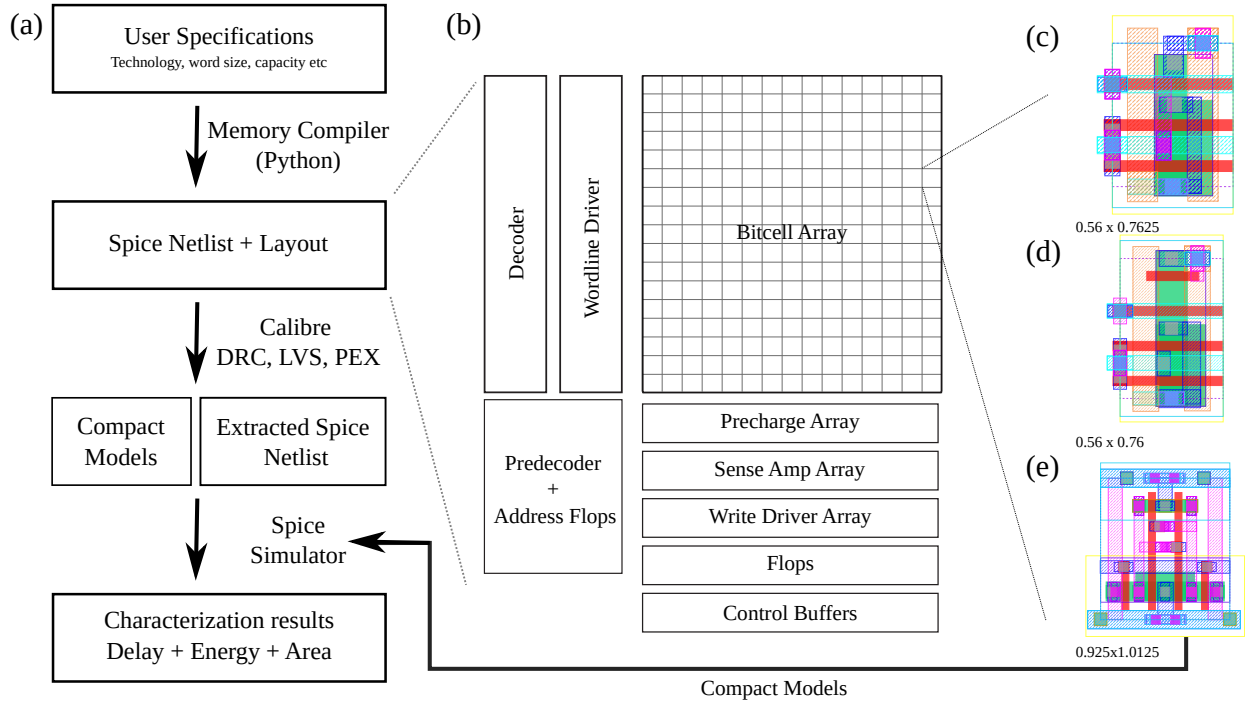 (a)
User Specifications
Technology, word size, capacity etc
Memory Compiler
(Python)
Spice Netlist + Layout
Calibre
DRC, LVS, PEX
Compact
Models
Extracted Spice
Netlist
Spice
Simulator
Characterization results
Delay + Energy + Area
(b)
Decoder
Wordline Driver
Bitcell Array
Predecoder
+
Address Flops
Precharge Array
Sense Amp Array
Write Driver Array
Flops
Control Buffers
Compact Models
(c)
0.56 x 0.7625
(d)
0.56 x 0.76
(e)
0.925x1.0125